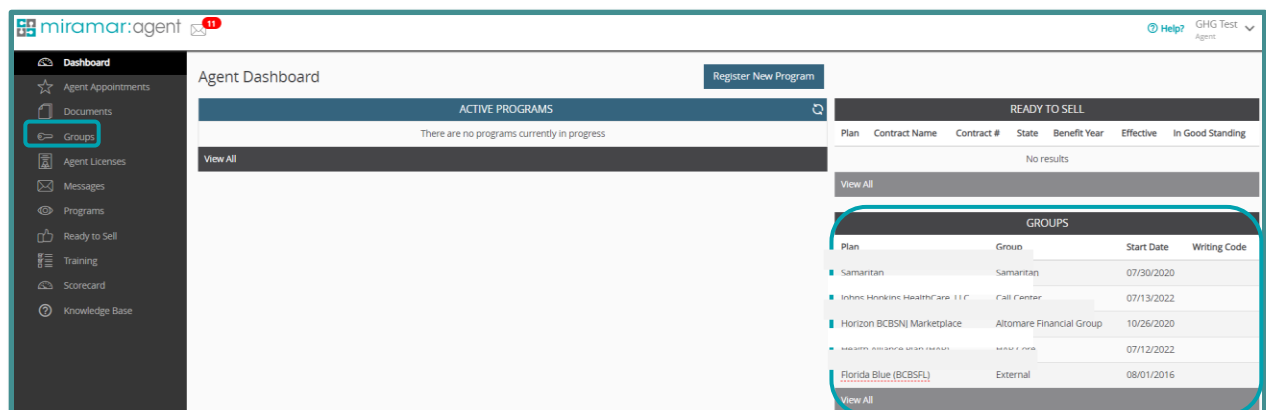 miramar:agent 11
Help?
GHG Test
Agent
Dashboard
Agent Appointments
Documents
Groups
Agent Licenses
Messages
Programs
Ready to Sell
Training
Scorecard
Knowledge Base
Agent Dashboard
Register New Program
ACTIVE PROGRAMS
There are no programs currently in progress
View All
READY TO SELL
Plan Contract Name Contract # State Benefit Year Effective In Good Standing
No results
View All
GROUPS
Plan Group Start Date Writing Code
Samaritan Samaritan 07/30/2020
Johns Hopkins HealthCare, LLC Call Center 07/13/2022
Horizon BCBSNJ Marketplace Altomare Financial Group 10/26/2020
Health Alliance Plan (HAP) 07/12/2022
Florida Blue (BCBSFL) External 08/01/2016
View All